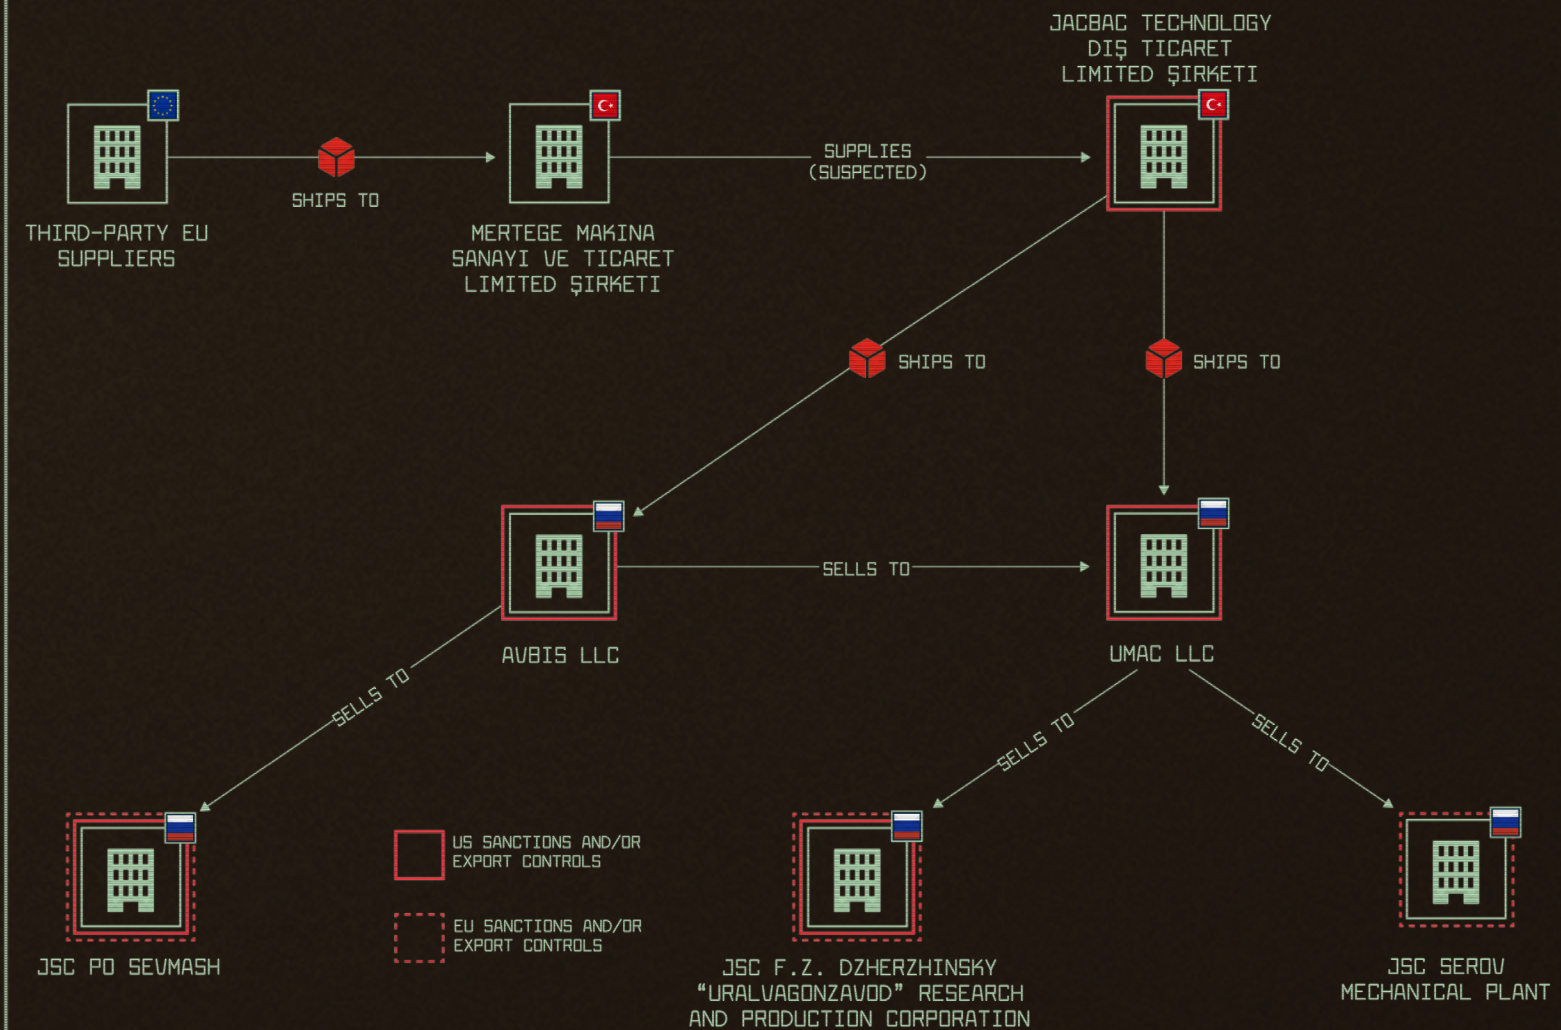 JACBAC TECHNOLOGY
DIŞ TICARET
LIMITED ŞIRKETI
SHIPS TO
SUPPLIES
(SUSPECTED)
THIRD-PARTY EU
SUPPLIERS
MERTEGE MAKINA
SANAYI VE TICARET
LIMITED ŞIRKETI
SHIPS TO
SHIPS TO
SELLS TO
AVBIS LLC
UMAC LLC
SELLS TO
SELLS TO
SELLS TO
US SANCTIONS AND/OR
EXPORT CONTROLS
EU SANCTIONS AND/OR
EXPORT CONTROLS
JSC PO SEVMASH
JSC F.Z. DZHERZHINSKY
“URALVAGONZAVOD” RESEARCH
AND PRODUCTION CORPORATION
JSC SEROV
MECHANICAL PLANT